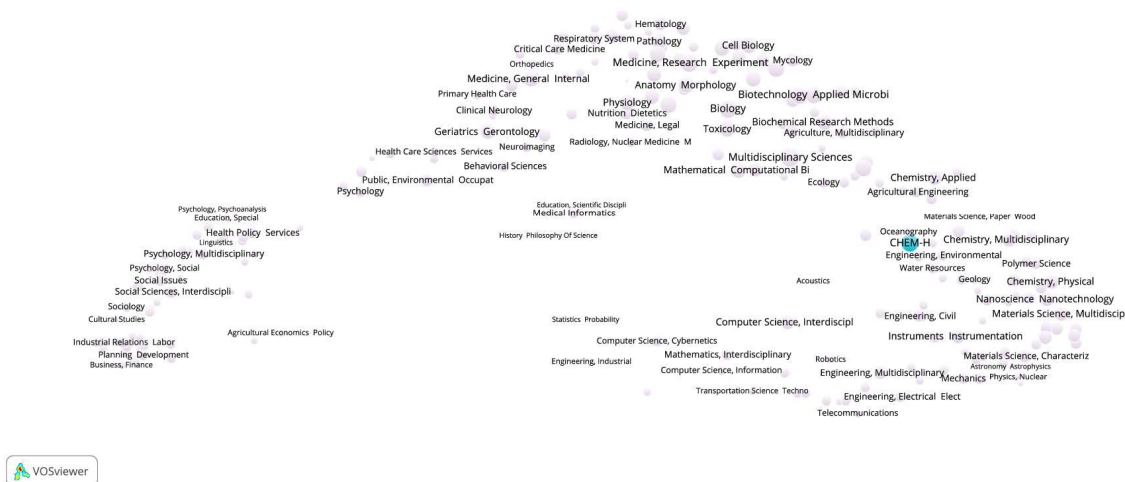 Hematology
Respiratory System Pathology
Critical Care Medicine
Cell Biology
Orthopedics
Medicine, Research Experiment
Mycology
Medicine, General Internal
Anatomy Morphology
Primary Health Care
Biotechnology Applied Microbi
Physiology
Clinical Neurology
Nutrition Dietetics
Biology
Medicine, Legal
Toxicology
Biochemical Research Methods
Geriatrics Gerontology
Agriculture, Multidisciplinary
Radiology, Nuclear Medicine M
Neuroimaging
Health Care Sciences Services
Multidisciplinary Sciences
Behavioral Sciences
Mathematical Computational Bi
Public, Environmental Occupat
Ecology
Chemistry, Applied
Psychology
Agricultural Engineering
Education, Scientific Discipli
Psychology, Psychoanalysis
Medical Informatics
Education, Special
Materials Science, Paper Wood
Health Policy Services
History Philosophy Of Science
Oceanography
Linguistics
CHEM-H
Chemistry, Multidisciplinary
Psychology, Multidisciplinary
Engineering, Environmental
Psychology, Social
Water Resources
Polymer Science
Social Issues
Acoustics
Geology
Chemistry, Physical
Social Sciences, Interdiscipli
Nanoscience Nanotechnology
Sociology
Materials Science, Multidiscip
Cultural Studies
Statistics Probability
Computer Science, Interdiscipl
Engineering, Civil
Agricultural Economics Policy
Instruments Instrumentation
Industrial Relations Labor
Computer Science, Cybernetics
Planning Development
Mathematics, Interdisciplinary
Materials Science, Characteriz
Business, Finance
Engineering, Industrial
Robotics
Astronomy Astrophysics
Computer Science, Information
Engineering, Multidisciplinary
Mechanics
Physics, Nuclear
Transportation Science Techno
Engineering, Electrical Elect
Telecommunications
VOSviewer